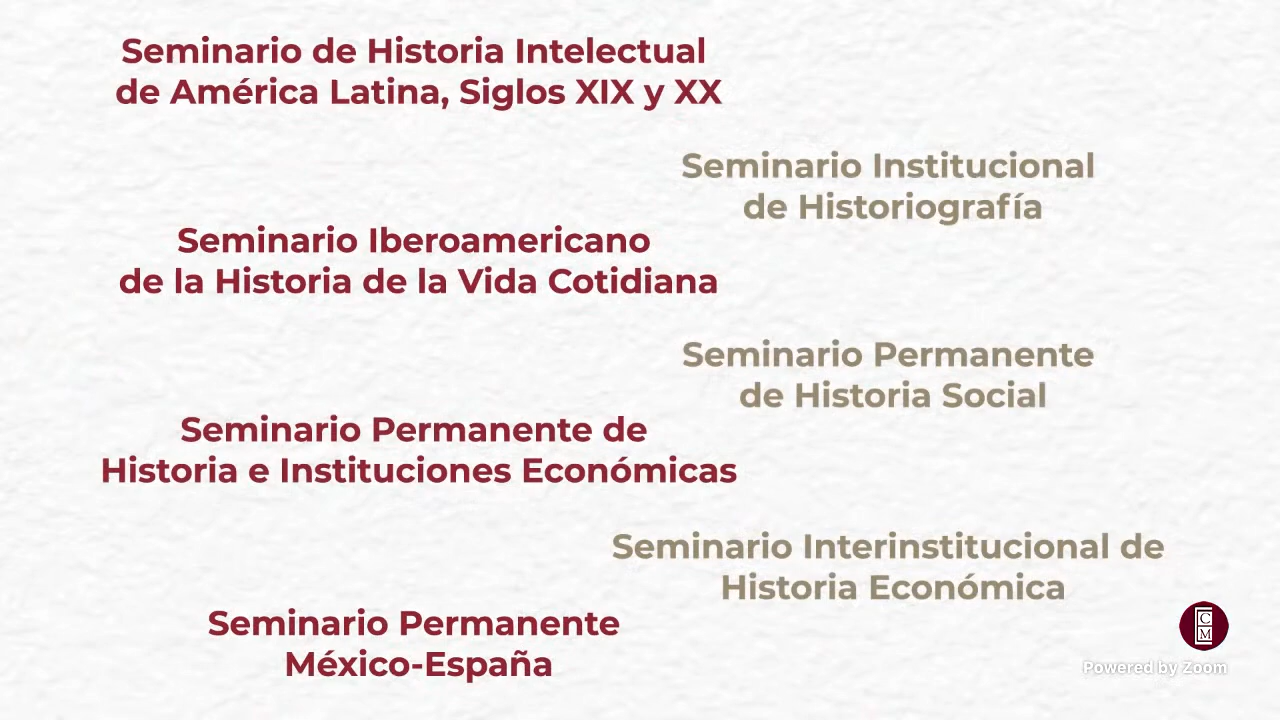 Seminario de Historia Intelectual
de América Latina, Siglos XIX y XX
Seminario Institucional
de Historiografía
Seminario Iberoamericano
de la Historia de la Vida Cotidiana
Seminario Permanente
de Historia Social
Seminario Permanente de
Historia e Instituciones Económicas
Seminario Interinstitucional de
Historia Económica
Seminario Permanente
México-España
C
M
Powered by Zoom